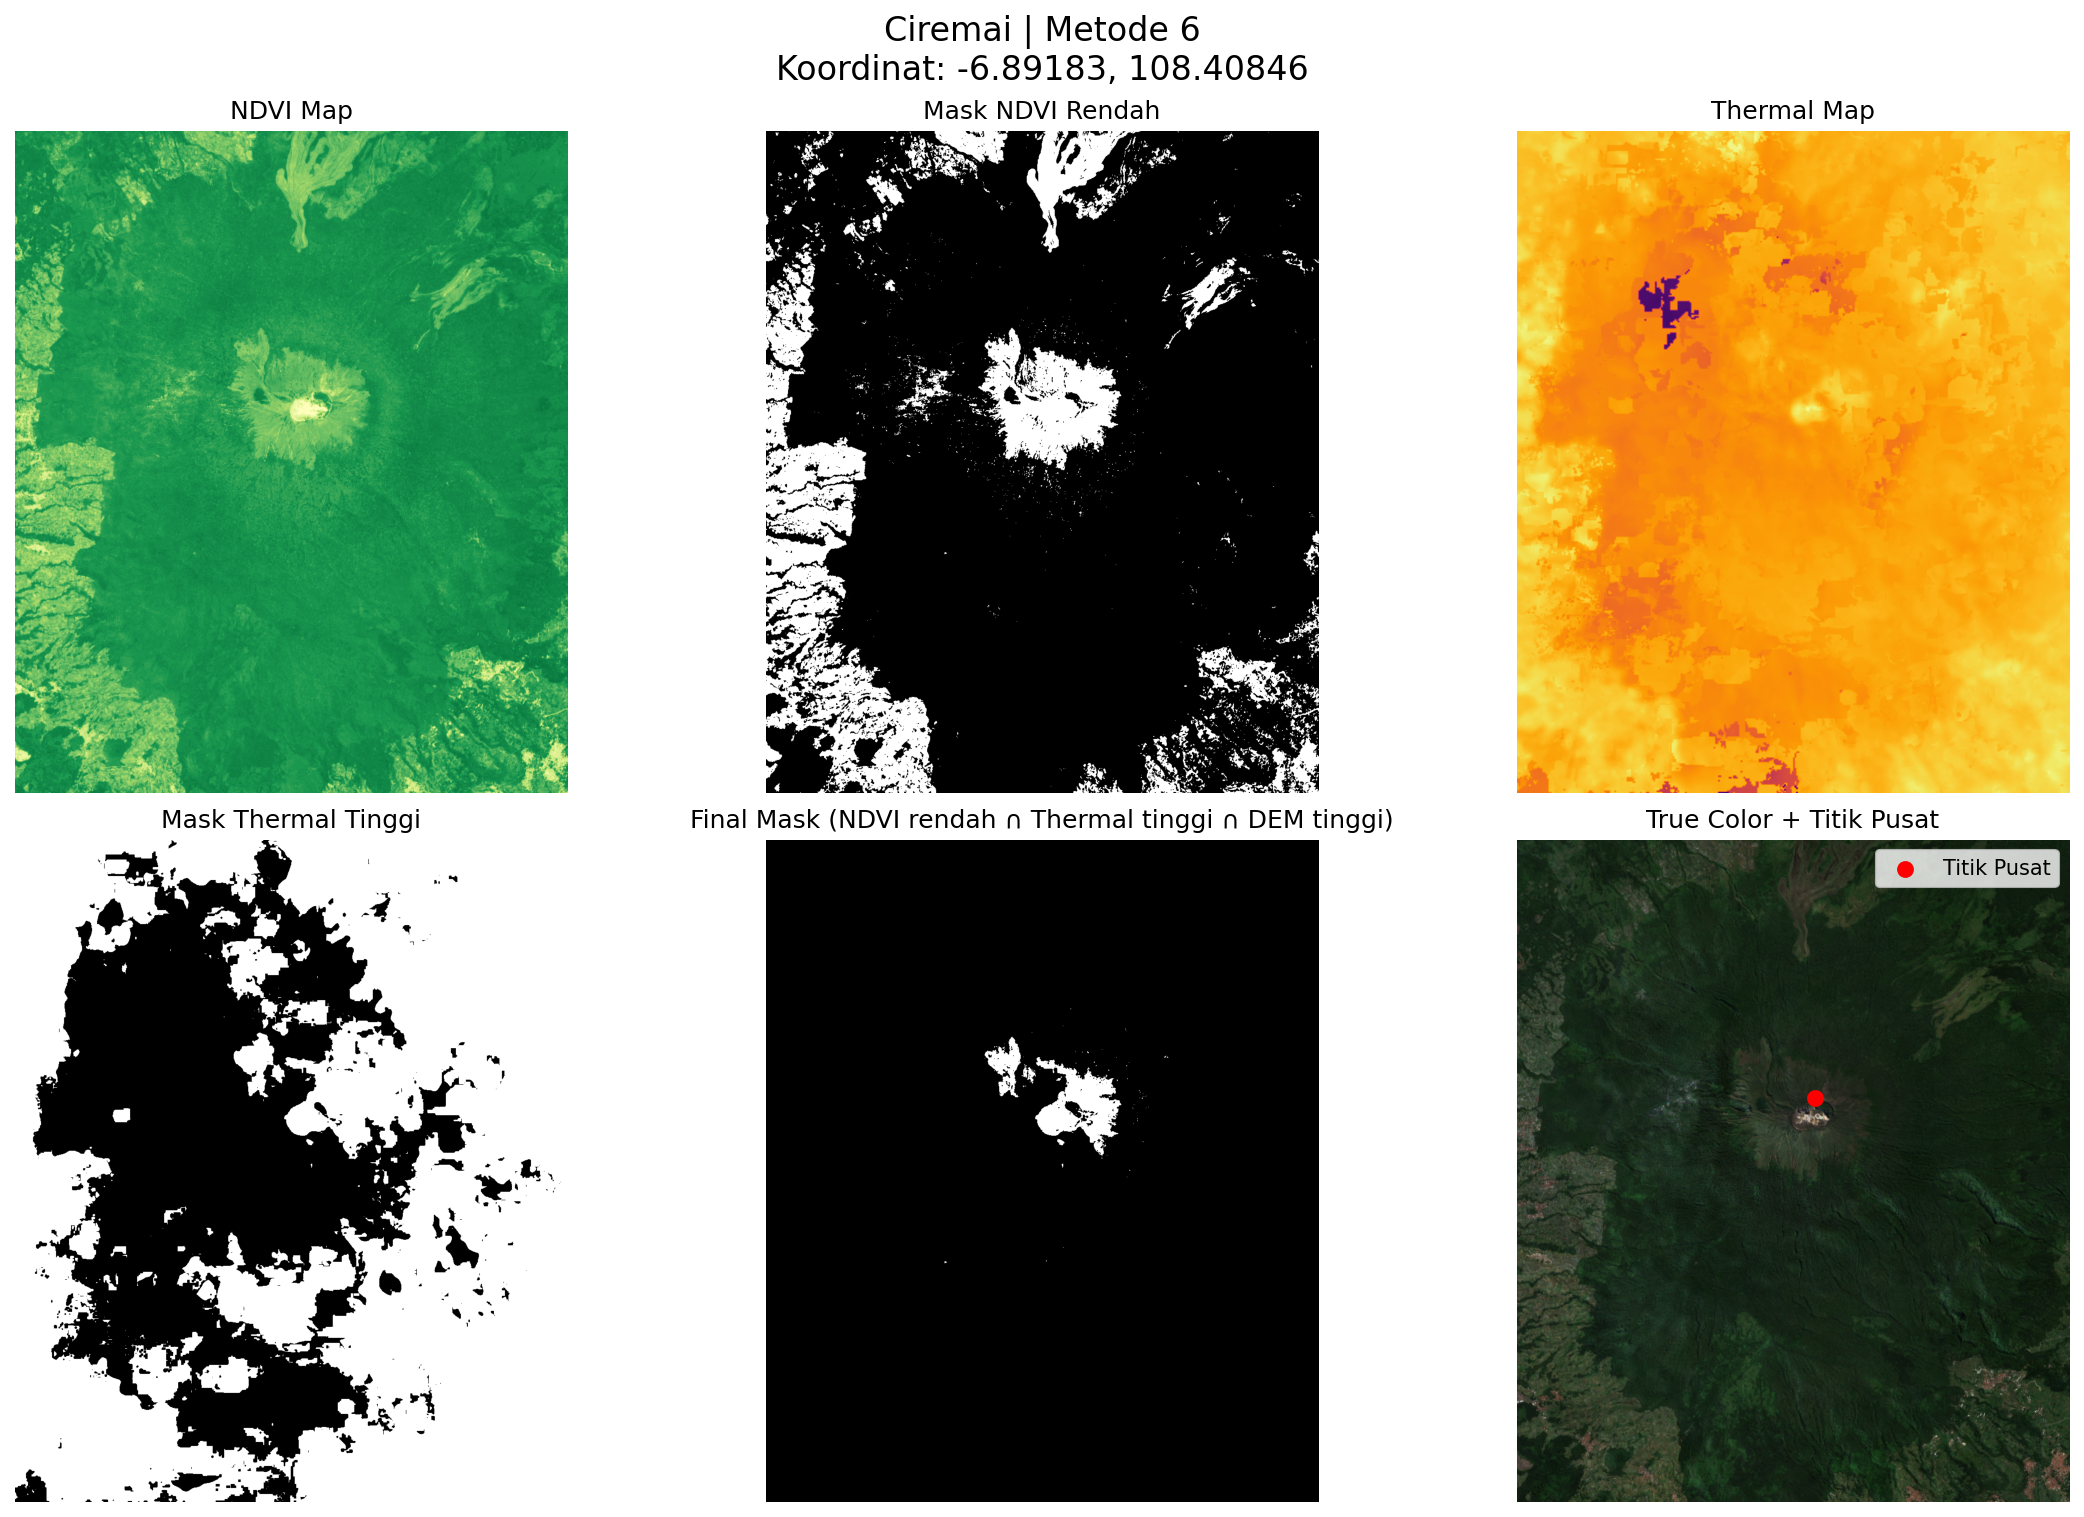 Ciremai | Metode 6
Koordinat: -6.89183, 108.40846
NDVI Map
Mask NDVI Rendah
Thermal Map
Mask Thermal Tinggi
Final Mask (NDVI rendah ∩ Thermal tinggi ∩ DEM tinggi)
True Color + Titik Pusat
Titik Pusat